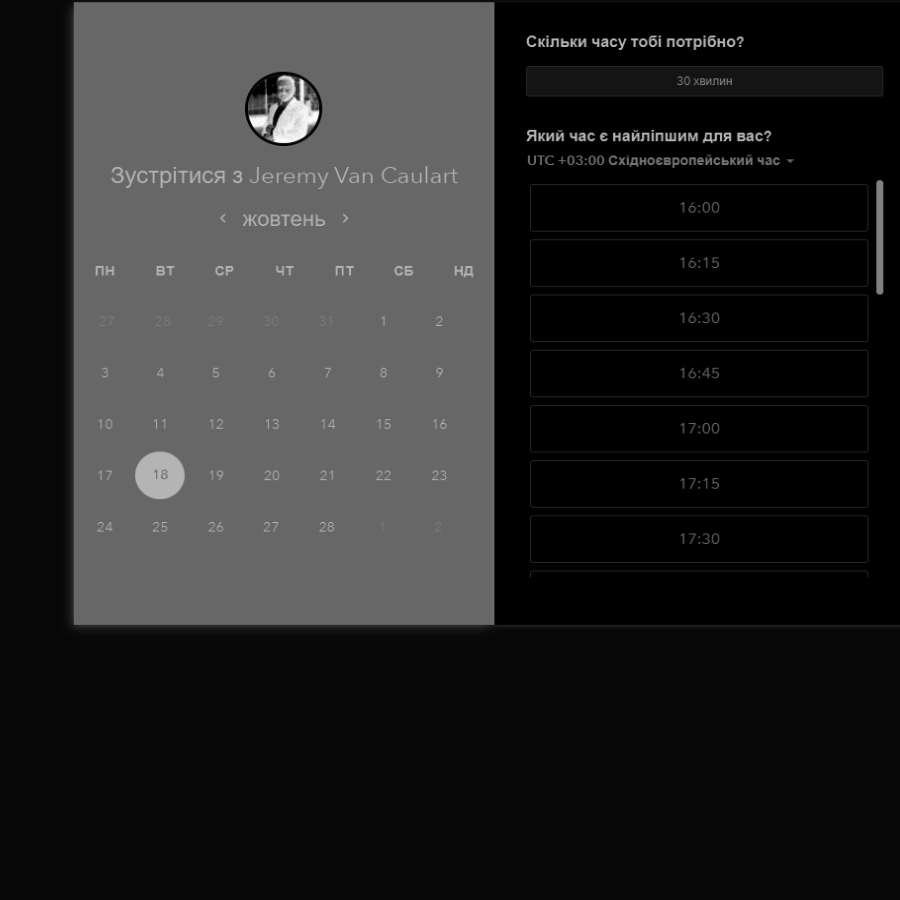 Зустрітися з Jeremy Van Caulart
жовтень
ПН ВТ СР ЧТ ПТ СБ НД
27 28 29 30 31 1 2
3 4 5 6 7 8 9
10 11 12 13 14 15 16
17 18 19 20 21 22 23
24 25 26 27 28 1 2
Скільки часу тобі потрібно?
30 хвилин
Який час є найліпшим для вас?
UTC +03:00 Східноєвропейський час
16:00
16:15
16:30
16:45
17:00
17:15
17:30